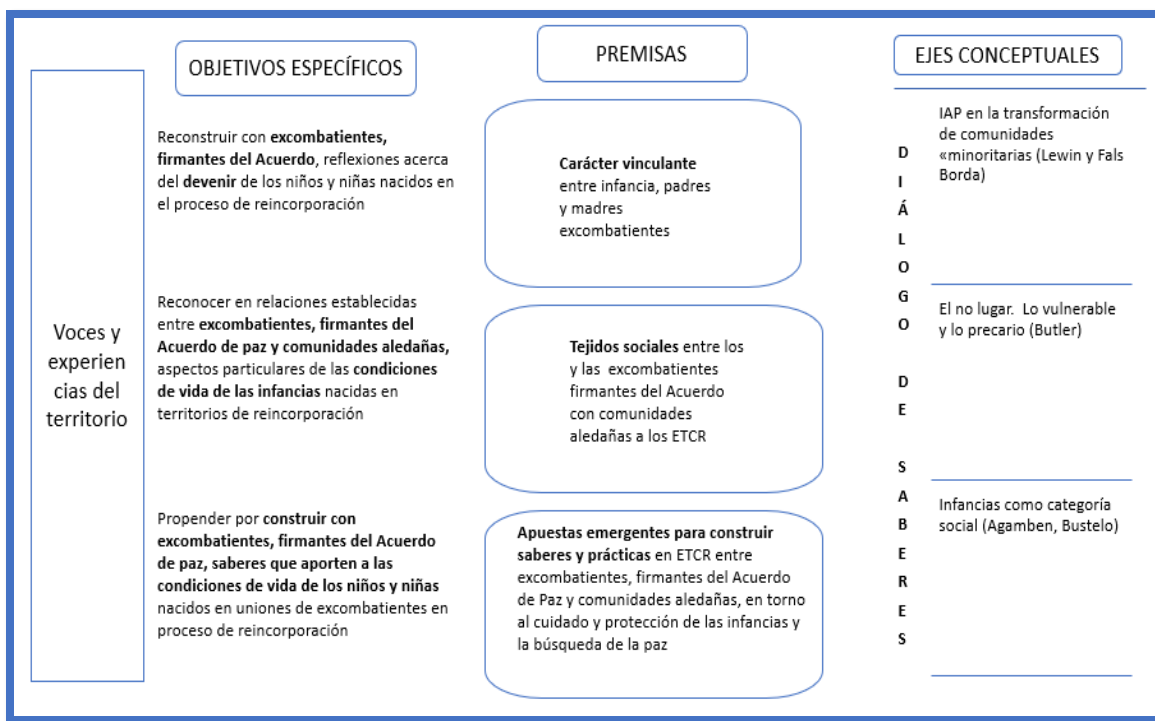 OBJETIVOS ESPECÍFICOS
PREMISAS
EJES CONCEPTUALES
Voces y
experien
cias del
territorio
Reconstruir con excombatientes,
firmantes del Acuerdo, reflexiones acerca
del devenir de los niños y niñas nacidos en
el proceso de reincorporación
Carácter vinculante
entre infancia, padres
y madres
excombatientes
Reconocer en relaciones establecidas
entre excombatientes, firmantes del
Acuerdo de paz y comunidades aledañas,
aspectos particulares de las condiciones
de vida de las infancias nacidas en
territorios de reincorporación
Tejidos sociales entre los
y las excombatientes
firmantes del Acuerdo
con comunidades
aledañas a los ETCR
Propender por construir con
excombatientes, firmantes del Acuerdo
de paz, saberes que aporten a las
condiciones de vida de los niños y niñas
nacidos en uniones de excombatientes en
proceso de reincorporación
Apuestas emergentes para construir
saberes y prácticas en ETCR entre
excombatientes, firmantes del Acuerdo
de Paz y comunidades aledañas, en torno
al cuidado y protección de las infancias y
la búsqueda de la paz
D
I
Á
L
O
G
O
D
E
S
A
B
E
R
E
S
IAP en la transformación
de comunidades
«minoritarias (Lewin y Fals
Borda)
El no lugar. Lo vulnerable
y lo precario (Butler)
Infancias como categoría
social (Agamben, Bustelo)